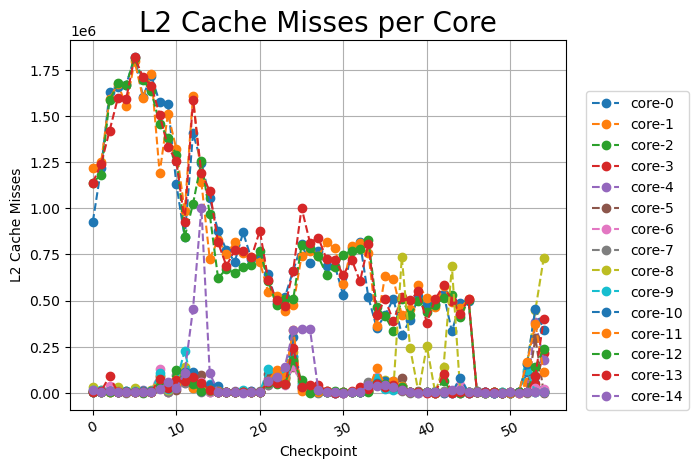 L2 Cache Misses per Core
1e6
L2 Cache Misses
1.75
1.50
1.25
1.00
0.75
0.50
0.25
0.00
0 10 20 30 40 50
Checkpoint
core-0
core-1
core-2
core-3
core-4
core-5
core-6
core-7
core-8
core-9
core-10
core-11
core-12
core-13
core-14